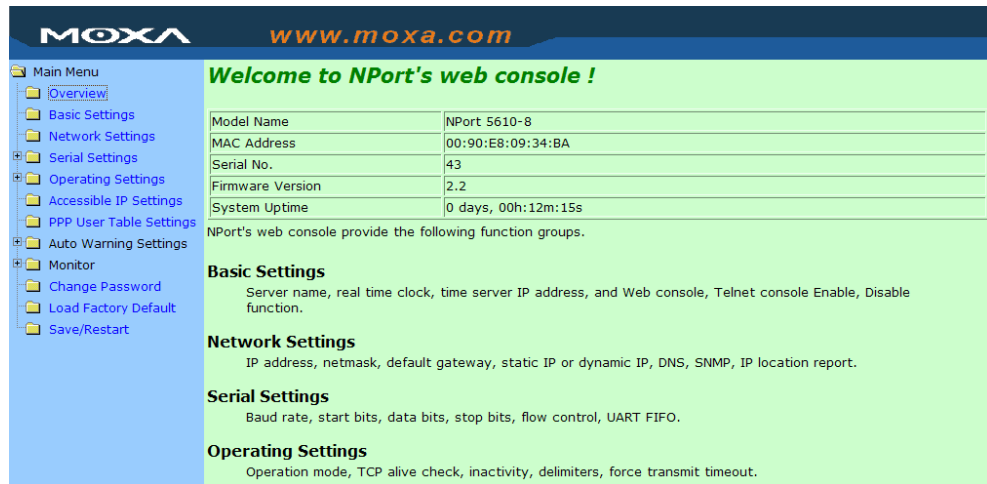 MOXA www.moxa.com
Main Menu
Overview
Basic Settings
Network Settings
Serial Settings
Operating Settings
Accessible IP Settings
PPP User Table Settings
Auto Warning Settings
Monitor
Change Password
Load Factory Default
Save/Restart
Welcome to NPort's web console !
Model Name NPort 5610-8
MAC Address 00:90:E8:09:34:BA
Serial No. 43
Firmware Version 2.2
System Uptime 0 days, 00h:12m:15s
NPort's web console provide the following function groups.
Basic Settings
Server name, real time clock, time server IP address, and Web console, Telnet console Enable, Disable
function.
Network Settings
IP address, netmask, default gateway, static IP or dynamic IP, DNS, SNMP, IP location report.
Serial Settings
Baud rate, start bits, data bits, stop bits, flow control, UART FIFO.
Operating Settings
Operation mode, TCP alive check, inactivity, delimiters, force transmit timeout.